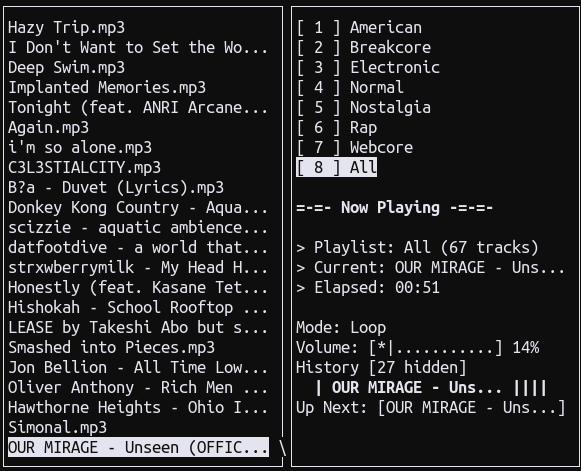 Hazy Trip.mp3
I Don't Want to Set the Wo...
Deep Swim.mp3
Implanted Memories.mp3
Tonight (feat. ANRI Arcane...
Again.mp3
i'm so alone.mp3
C3L3STIALCITY.mp3
B?a - Duvet (Lyrics).mp3
Donkey Kong Country - Aqua...
scizzie - aquatic ambience...
datfootdive - a world that...
strxwberrymilk - My Head H...
Honestly (feat. Kasane Tet...
Hishokah - School Rooftop ...
LEASE by Takeshi Abo but s...
Smashed into Pieces.mp3
Jon Bellion - All Time Low...
Oliver Anthony - Rich Men ...
Hawthorne Heights - Ohio I...
Simonal.mp3
OUR MIRAGE - Unseen (OFFIC... \
[ 1 ] American
[ 2 ] Breakcore
[ 3 ] Electronic
[ 4 ] Normal
[ 5 ] Nostalgia
[ 6 ] Rap
[ 7 ] Webcore
[ 8 ] All
=-=- Now Playing -=-=-
> Playlist: All (67 tracks)
> Current: OUR MIRAGE - Uns...
> Elapsed: 00:51
Mode: Loop
Volume: [*|...........] 14%
History [27 hidden]
| OUR MIRAGE - Uns... ||||
Up Next: [OUR MIRAGE - Uns...]